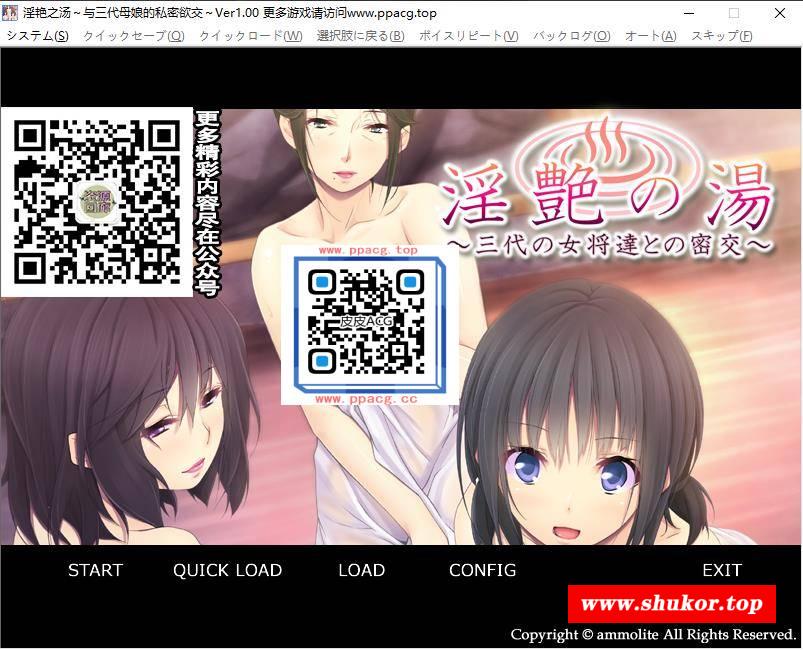 淫艳之汤～与三代母娘的私密欲交～Ver1.00 更多游戏请访问www.ppacg.top
システム(S) クイックセーブ(Q) クイックロード(W) 選択肢に戻る(B) ボイスリピート(V) バックログ(O) オート(A) スキップ(F)
更多精彩内容尽在公众号
淫艶の湯
～三代の女将達との密交～
www.ppacg.top
皮皮ACG
www.ppacg.cc
START QUICK LOAD LOAD CONFIG EXIT
www.shukor.top
Copyright © ammolite All Rights Reserved.